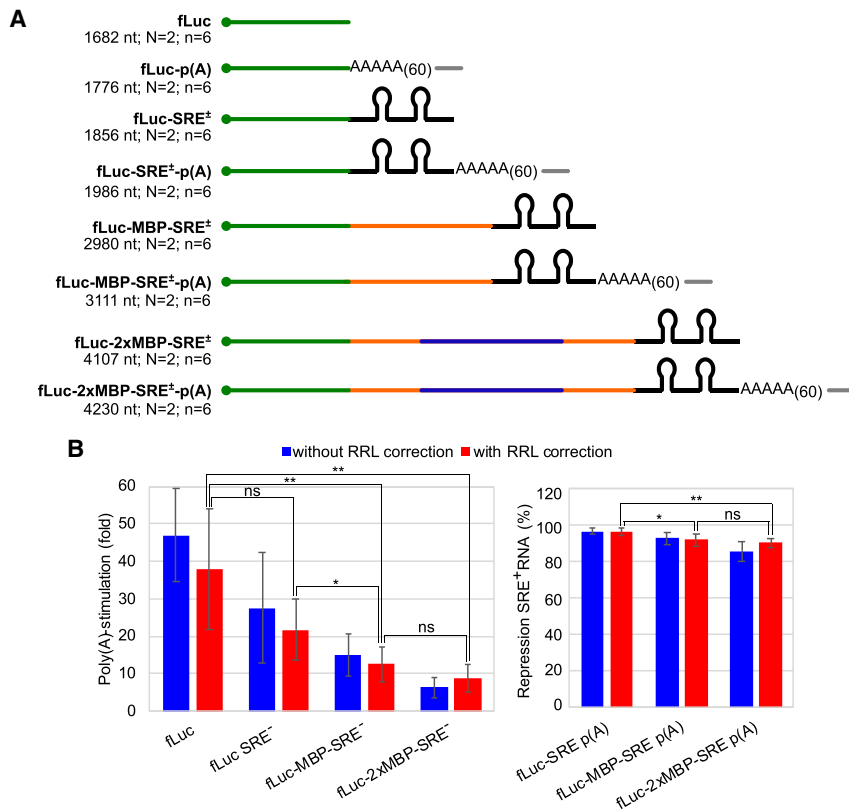 A
fLuc
1682 nt; N=2; n=6
fLuc-p(A)
1776 nt; N=2; n=6
AAAAA(60)
fLuc-SRE±
1856 nt; N=2; n=6
fLuc-SRE±-p(A)
1986 nt; N=2; n=6
AAAAA(60)
fLuc-MBP-SRE±
2980 nt; N=2; n=6
fLuc-MBP-SRE±-p(A)
3111 nt; N=2; n=6
AAAAA(60)
fLuc-2xMBP-SRE±
4107 nt; N=2; n=6
fLuc-2xMBP-SRE±-p(A)
4230 nt; N=2; n=6
AAAAA(60)
B
without RRL correction with RRL correction
Poly(A)-stimulation (fold)
60
50
40
30
20
10
0
**
**
ns
*
ns
fLuc
fLuc SRE⁻
fLuc-MBP-SRE⁻
fLuc-2xMBP-SRE⁻
Repression SRE⁺RNA (%)
120
100
80
60
40
20
0
**
*
ns
fLuc-SRE p(A)
fLuc-MBP-SRE p(A)
fLuc-2xMBP-SRE p(A)